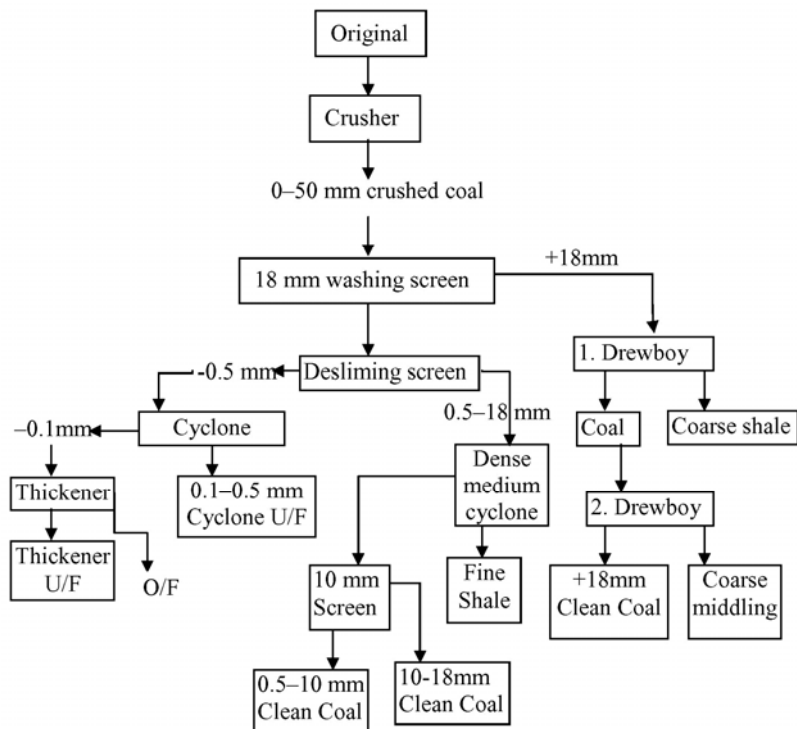 Original
Crusher
0–50 mm crushed coal
+18mm
18 mm washing screen
1. Drewboy
-0.5 mm
Desliming screen
0.5–18 mm
Coal
Coarse shale
–0.1mm
Cyclone
Dense
medium
cyclone
Thickener
0.1–0.5 mm
Cyclone U/F
2. Drewboy
Thickener
U/F
O/F
10 mm
Screen
Fine
Shale
+18mm
Clean Coal
Coarse
middling
0.5–10 mm
Clean Coal
10-18mm
Clean Coal